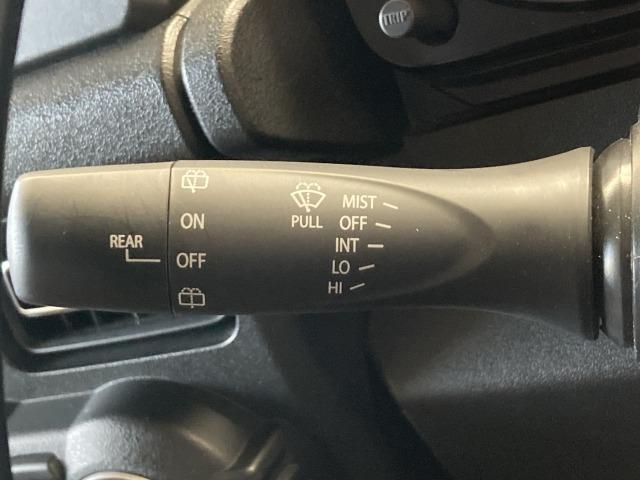 TRIP
MIST
ON
PULL
OFF
REAR
INT
OFF
LO
HI